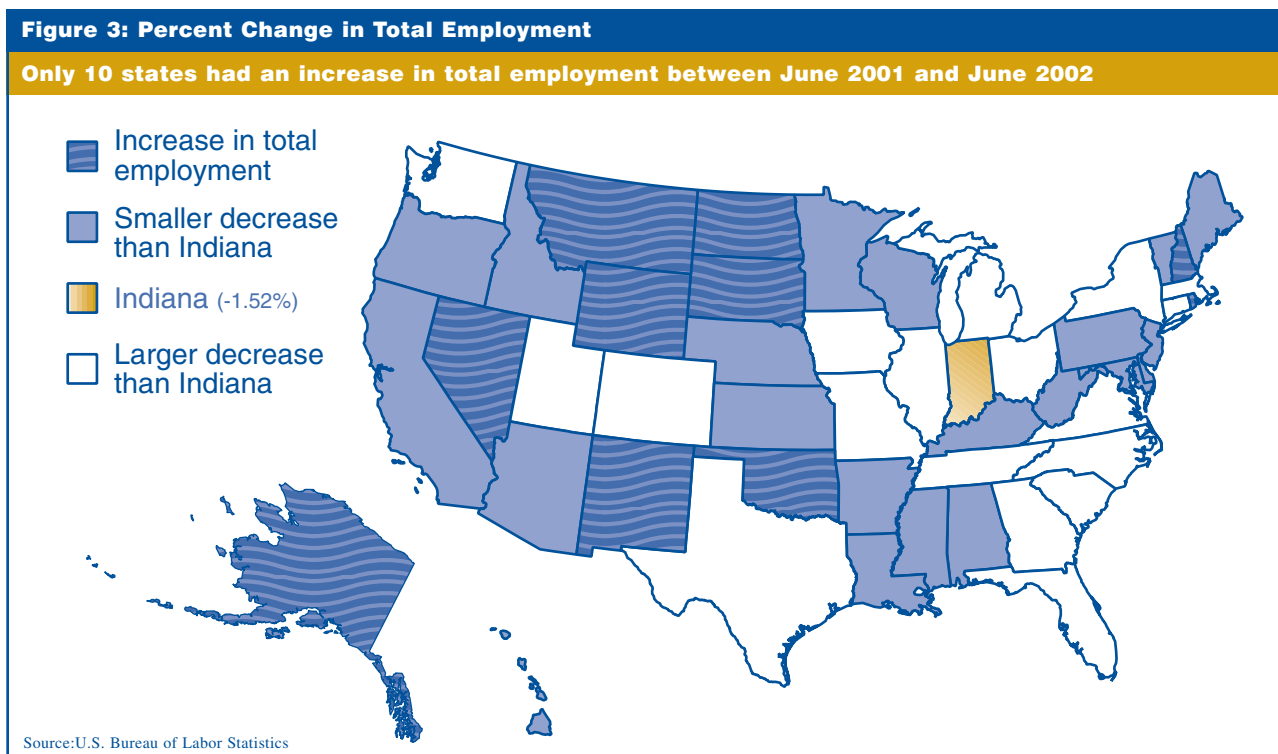 Figure 3: Percent Change in Total Employment
Only 10 states had an increase in total employment between June 2001 and June 2002
Increase in total
employment
Smaller decrease
than Indiana
Indiana (-1.52%)
Larger decrease
than Indiana
Source:U.S. Bureau of Labor Statistics